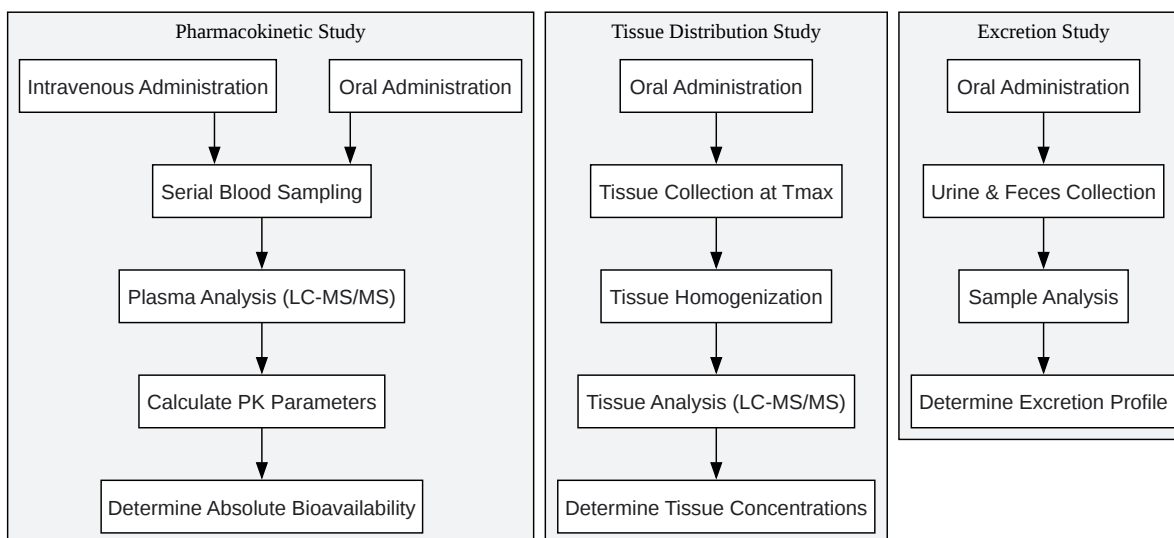 Pharmacokinetic Study
Intravenous Administration
Oral Administration
Serial Blood Sampling
Plasma Analysis (LC-MS/MS)
Calculate PK Parameters
Determine Absolute Bioavailability
Tissue Distribution Study
Oral Administration
Tissue Collection at Tmax
Tissue Homogenization
Tissue Analysis (LC-MS/MS)
Determine Tissue Concentrations
Excretion Study
Oral Administration
Urine & Feces Collection
Sample Analysis
Determine Excretion Profile